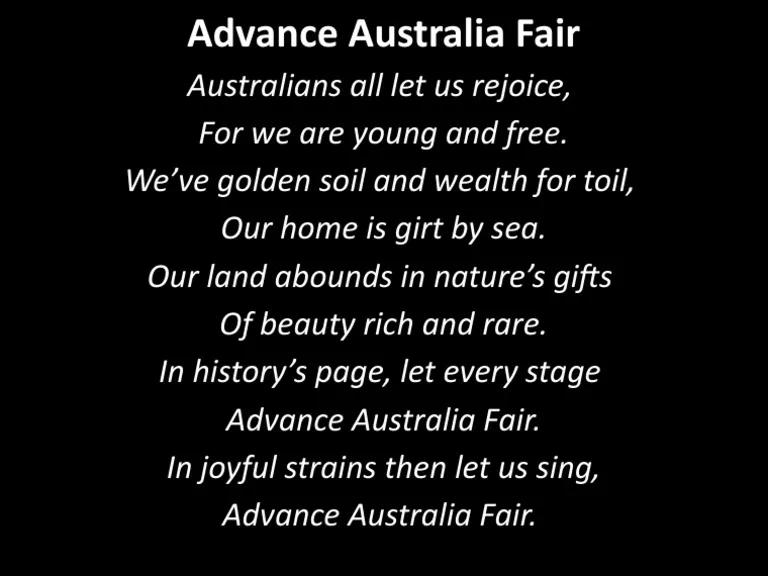 Advance Australia Fair
Australians all let us rejoice,
For we are young and free.
We’ve golden soil and wealth for toil,
Our home is girt by sea.
Our land abounds in nature’s gifts
Of beauty rich and rare.
In history’s page, let every stage
Advance Australia Fair.
In joyful strains then let us sing,
Advance Australia Fair.